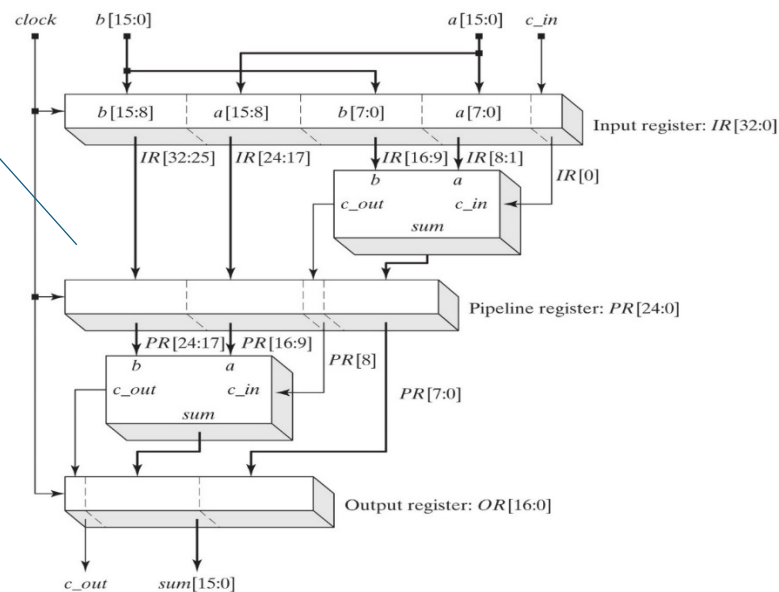 clock b[15:0] a[15:0] c_in
b[15:8] a[15:8] b[7:0] a[7:0]
Input register: IR[32:0]
IR[32:25] IR[24:17] IR[16:9] IR[8:1]
IR[0]
b a
c_out c_in
sum
Pipeline register: PR[24:0]
PR[24:17] PR[16:9]
PR[8]
b a
c_out c_in
PR[7:0]
sum
Output register: OR[16:0]
c_out sum[15:0]